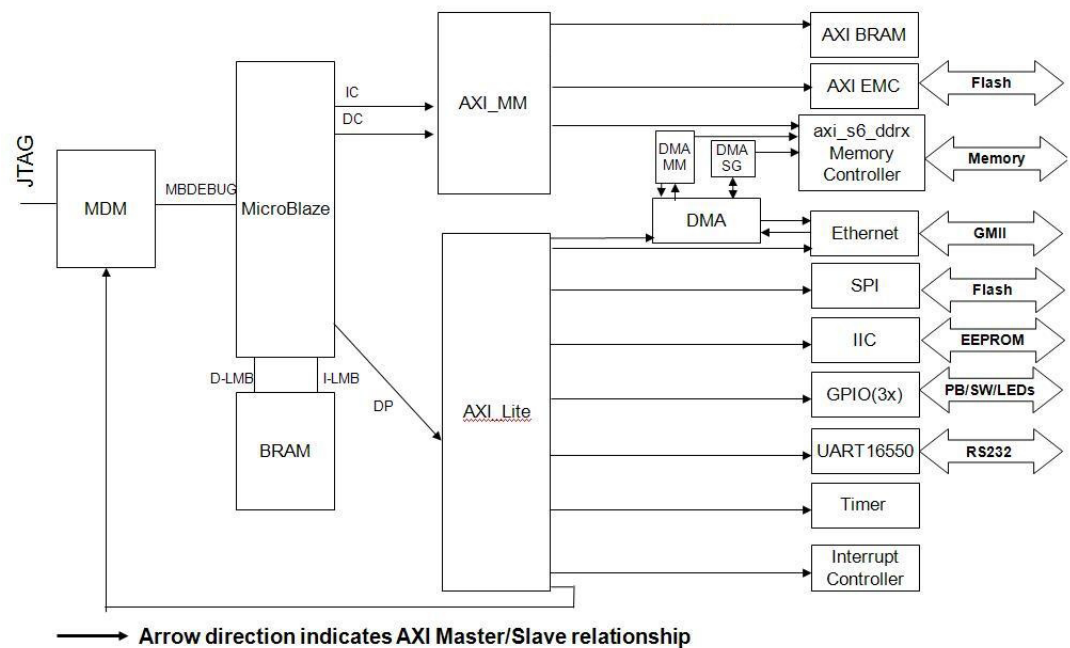 JTAG
MDM
MBDEBUG
MicroBlaze
IC
DC
AXI_MM
AXI BRAM
AXI EMC
Flash
axi_s6_ddrx
Memory
Controller
Memory
DMA
MM
DMA
SG
DMA
Ethernet
GMII
SPI
Flash
IIC
EEPROM
D-LMB
I-LMB
DP
AXI_Lite
GPIO(3x)
PB/SW/LEDs
BRAM
UART16550
RS232
Timer
Interrupt
Controller
Arrow direction indicates AXI Master/Slave relationship